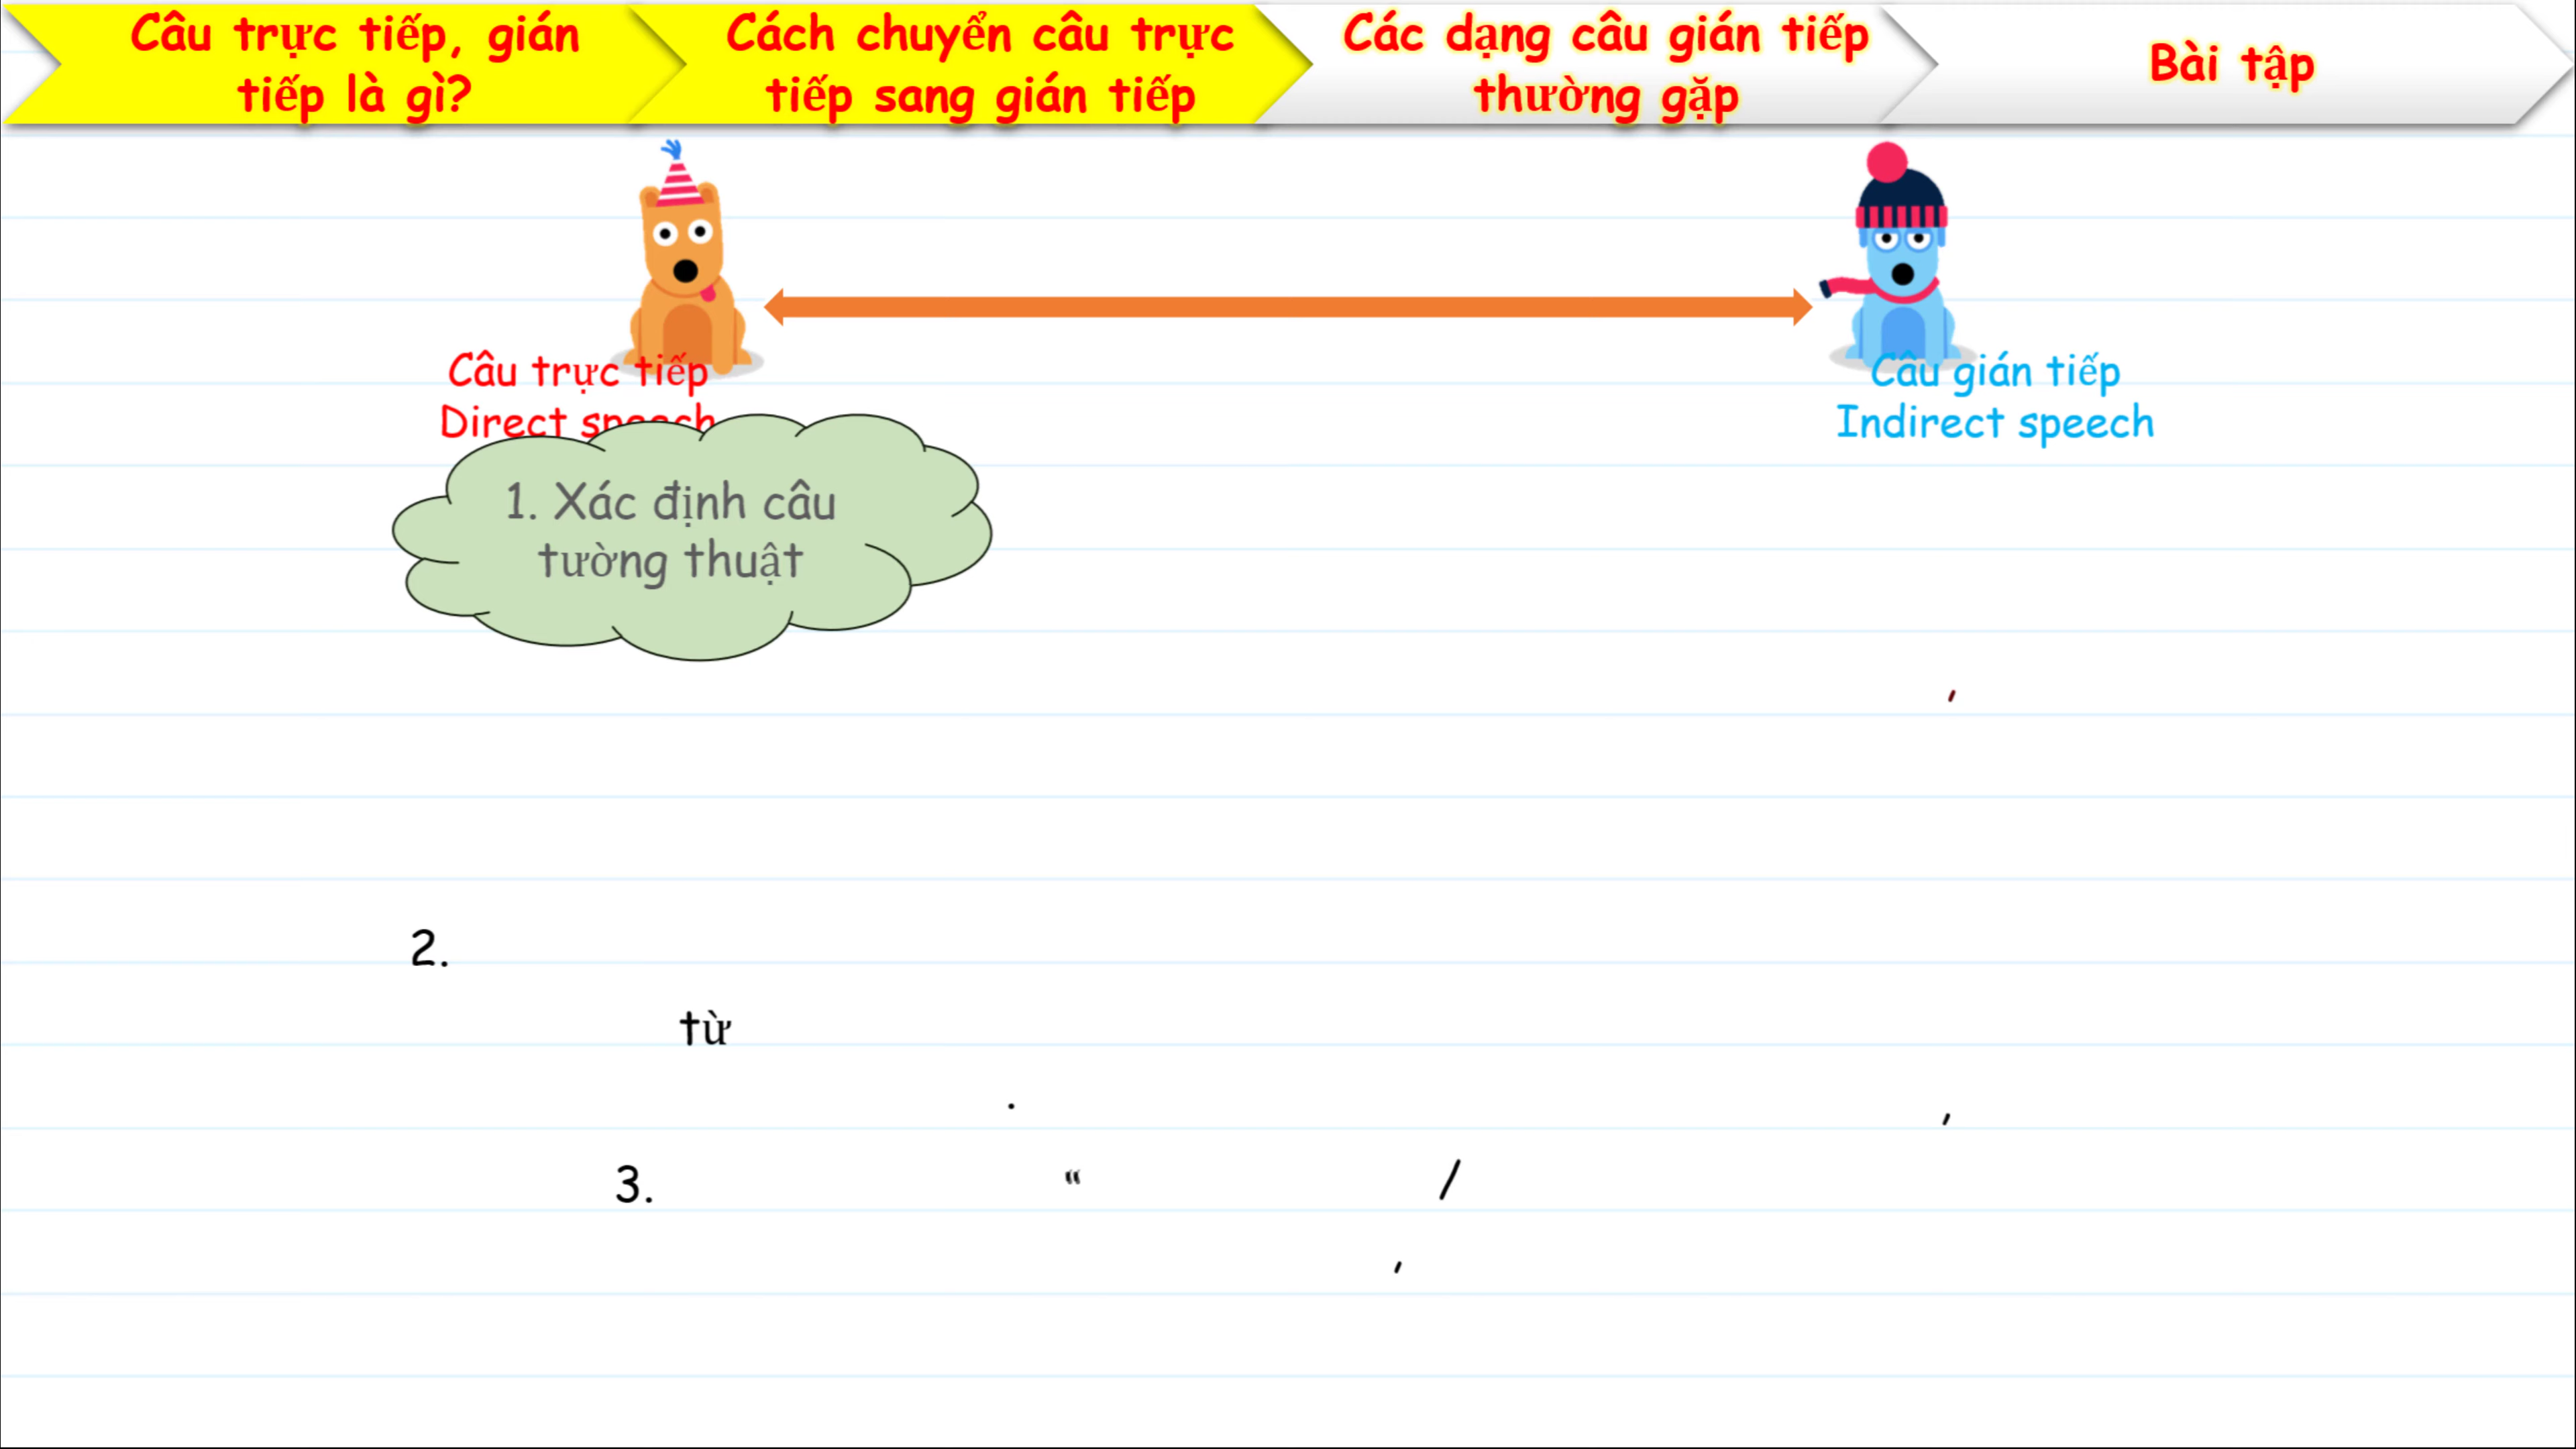 Câu trực tiếp, gián
tiếp là gì?
Cách chuyển câu trực
tiếp sang gián tiếp
Các dạng câu gián tiếp
thường gặp
Bài tập
Câu trực tiếp
Direct speech
Câu gián tiếp
Indirect speech
1. Xác định câu
tường thuật
,
2.
từ
. ,
3. “ /
,